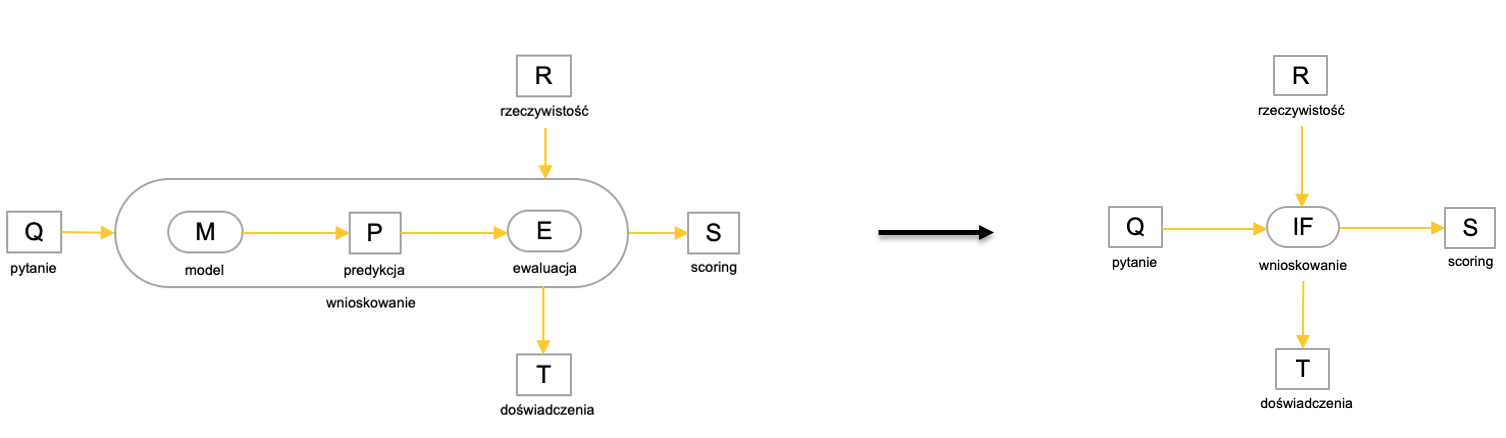 R
rzeczywistość
Q
pytanie
M
model
P
predykcja
E
ewaluacja
wnioskowanie
S
scoring
T
doświadczenia
R
rzeczywistość
Q
pytanie
IF
wnioskowanie
S
scoring
T
doświadczenia